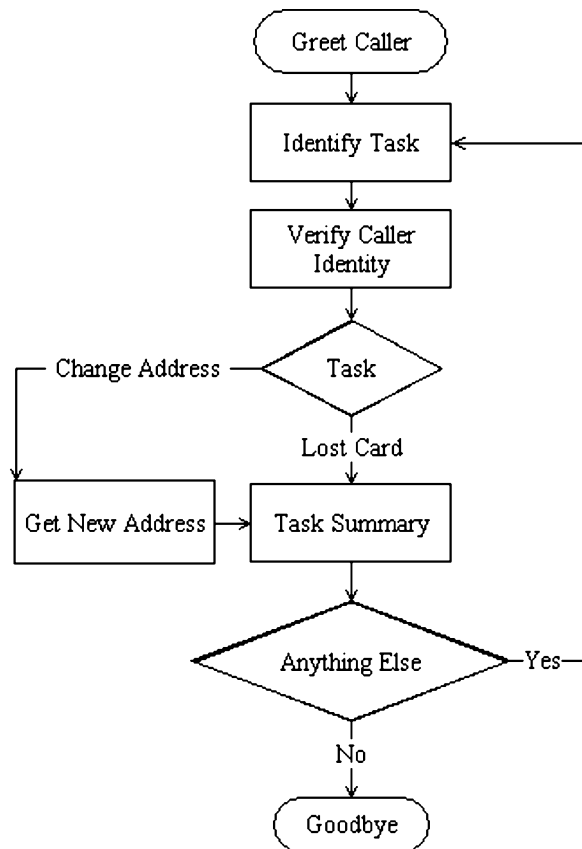 Greet Caller
Identify Task
Verify Caller
Identity
Change Address
Task
Lost Card
Get New Address
Task Summary
Anything Else
Yes
No
Goodbye